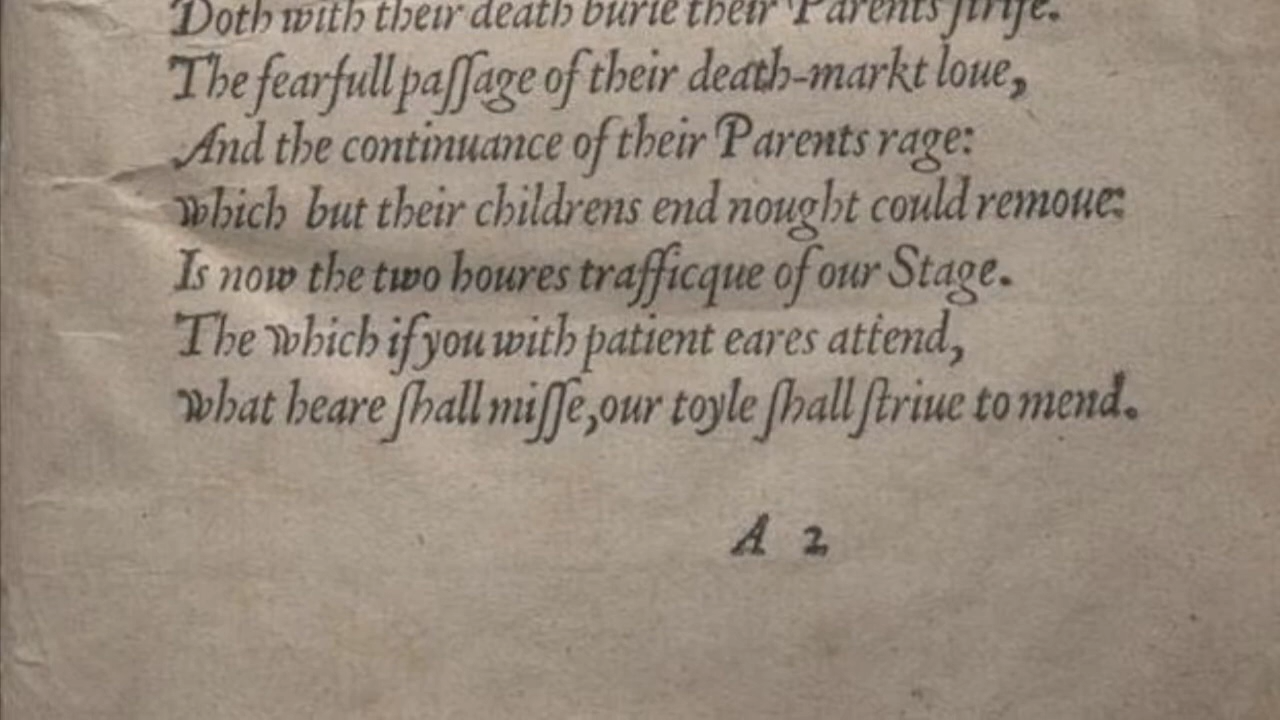 Doth with their death burie their Parents ſtrife.
The fearfull paſſage of their death-markt loue,
And the continuance of their Parents rage:
which but their childrens end nought could remoue:
Is now the two houres trafficque of our Stage.
The which if you with patient eares attend,
what heare ſhall miſſe, our toyle ſhall ſtriue to mend.
A 2